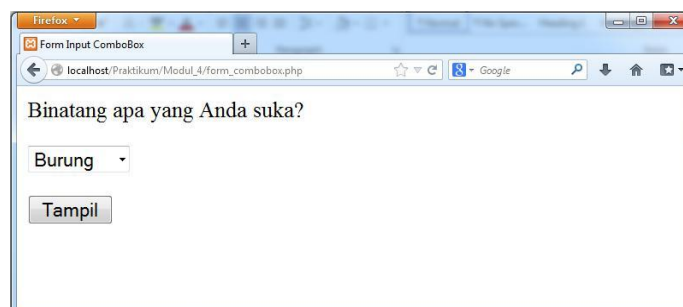 Firefox
Form Input ComboBox
localhost/Praktikum/Modul_4/form_combobox.php
Google
Binatang apa yang Anda suka?
Burung
Tampil